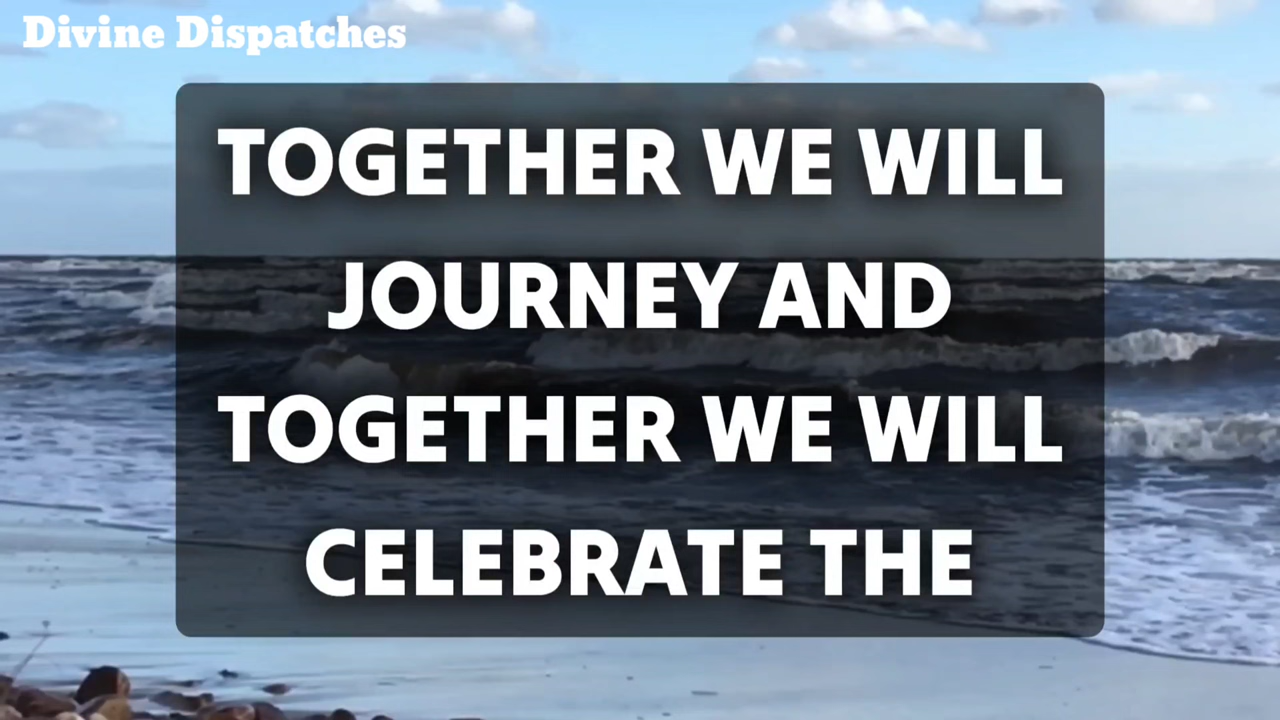 Divine Dispatches
TOGETHER WE WILL
JOURNEY AND
TOGETHER WE WILL
CELEBRATE THE